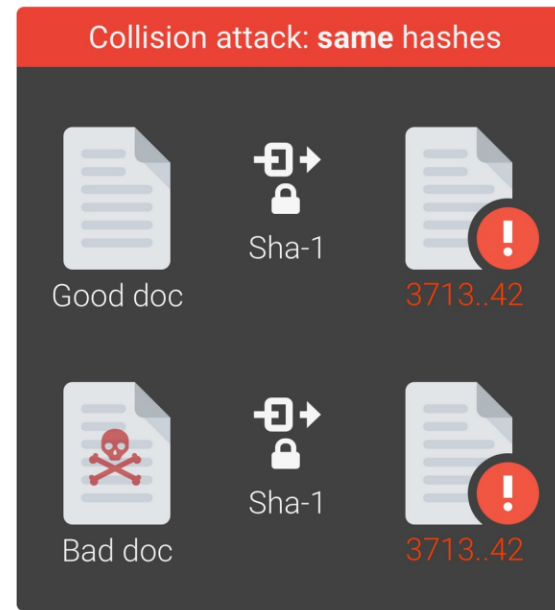 Collision attack: same hashes
Sha-1
Good doc
3713..42
Sha-1
Bad doc
3713..42